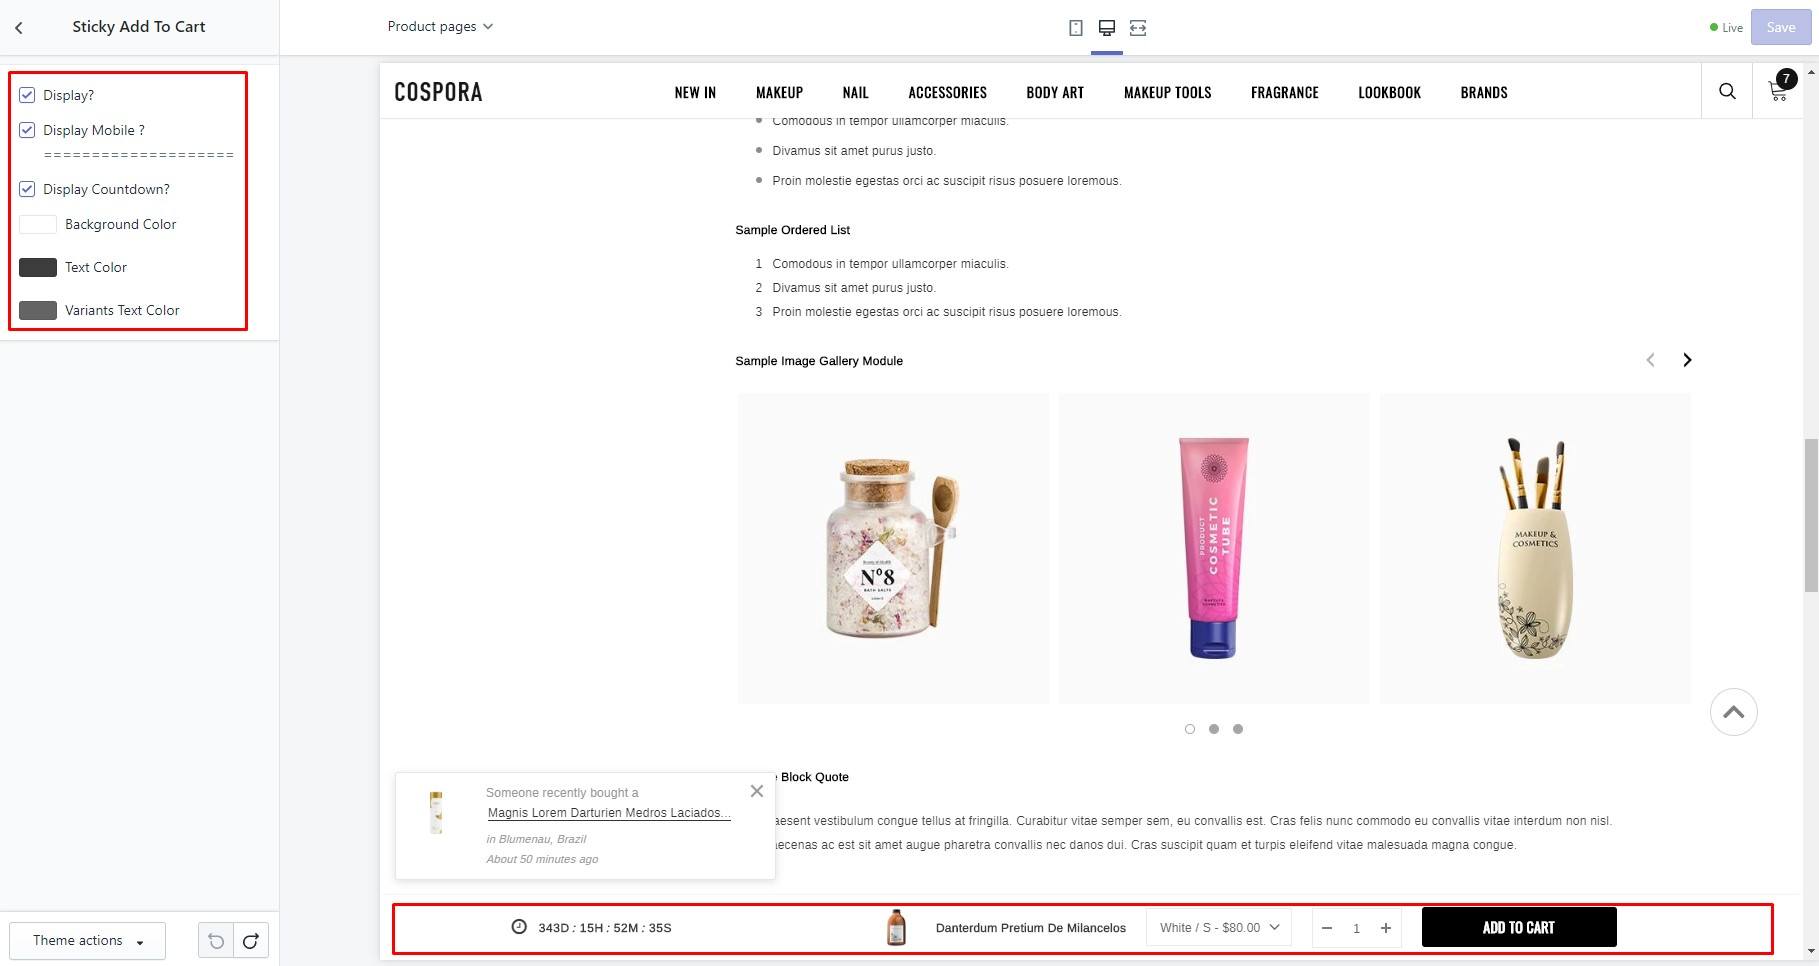 Sticky Add To Cart
Product pages
Live
Save
Display?
Display Mobile ?
====================
Display Countdown?
Background Color
Text Color
Variants Text Color
Theme actions
COSPORA
NEW IN MAKEUP NAIL ACCESSORIES BODY ART MAKEUP TOOLS FRAGRANCE LOOKBOOK BRANDS
7
Comodous in tempor ullamcorper miaculis.
Divamus sit amet purus justo.
Proin molestie egestas orci ac suscipit risus posuere loremous.
Sample Ordered List
1 Comodous in tempor ullamcorper miaculis.
2 Divamus sit amet purus justo.
3 Proin molestie egestas orci ac suscipit risus posuere loremous.
Sample Image Gallery Module
Nº8
BATH SALTS
PRODUCT
COSMETIC
TUBE
MAKEUP &
COSMETICS
Block Quote
vestibulum congue tellus at fringilla. Curabitur vitae semper sem, eu convallis est. Cras felis nunc commodo eu convallis vitae interdum non nisl.
ac est sit amet augue pharetra convallis nec danos dui. Cras suscipit quam et turpis eleifend vitae malesuada magna congue.
Someone recently bought a
Magnis Lorem Darturien Medros Laciados...
in Blumenau, Brazil
About 50 minutes ago
343D : 15H : 52M : 35S
Danterdum Pretium De Milancelos
White / S - $80.00
1
ADD TO CART